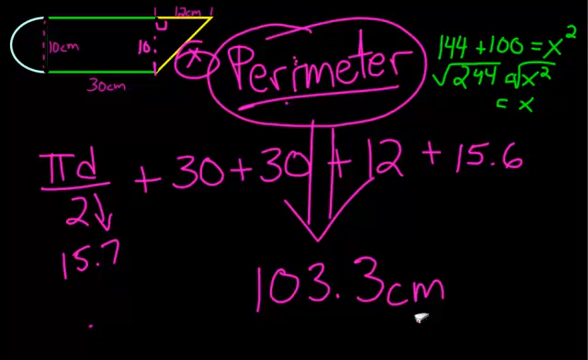 12cm
10cm
10
x
30cm
Perimeter
144 + 100 = x²
√244 = √x²
= x
πd/2 + 30 + 30 + 12 + 15.6
15.7
103.3cm